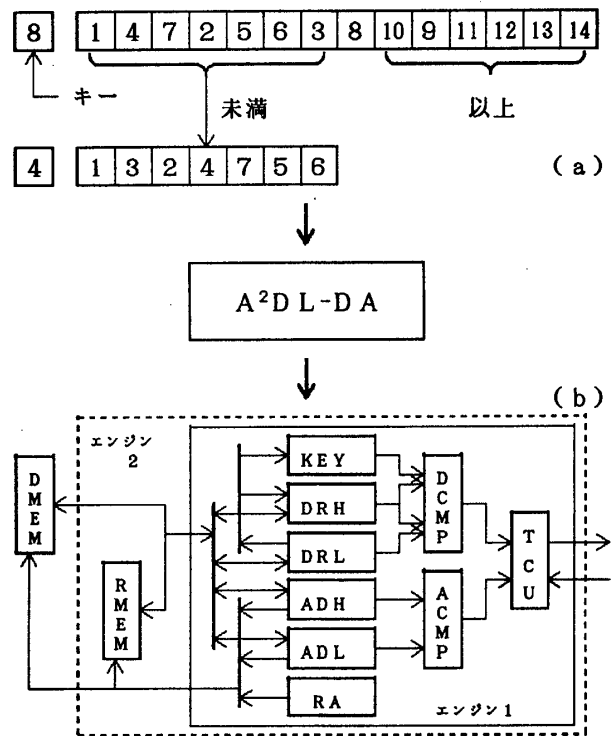 8 1 4 7 2 5 6 3 8 10 9 11 12 13 14
キー
未満
以上
4 1 3 2 4 7 5 6
(a)
A²DL-DA
(b)
エンジン
2
エンジン1
DMEM
RMEM
KEY
DRH
DRL
ADH
ADL
RA
DCMP
ACMP
TCU